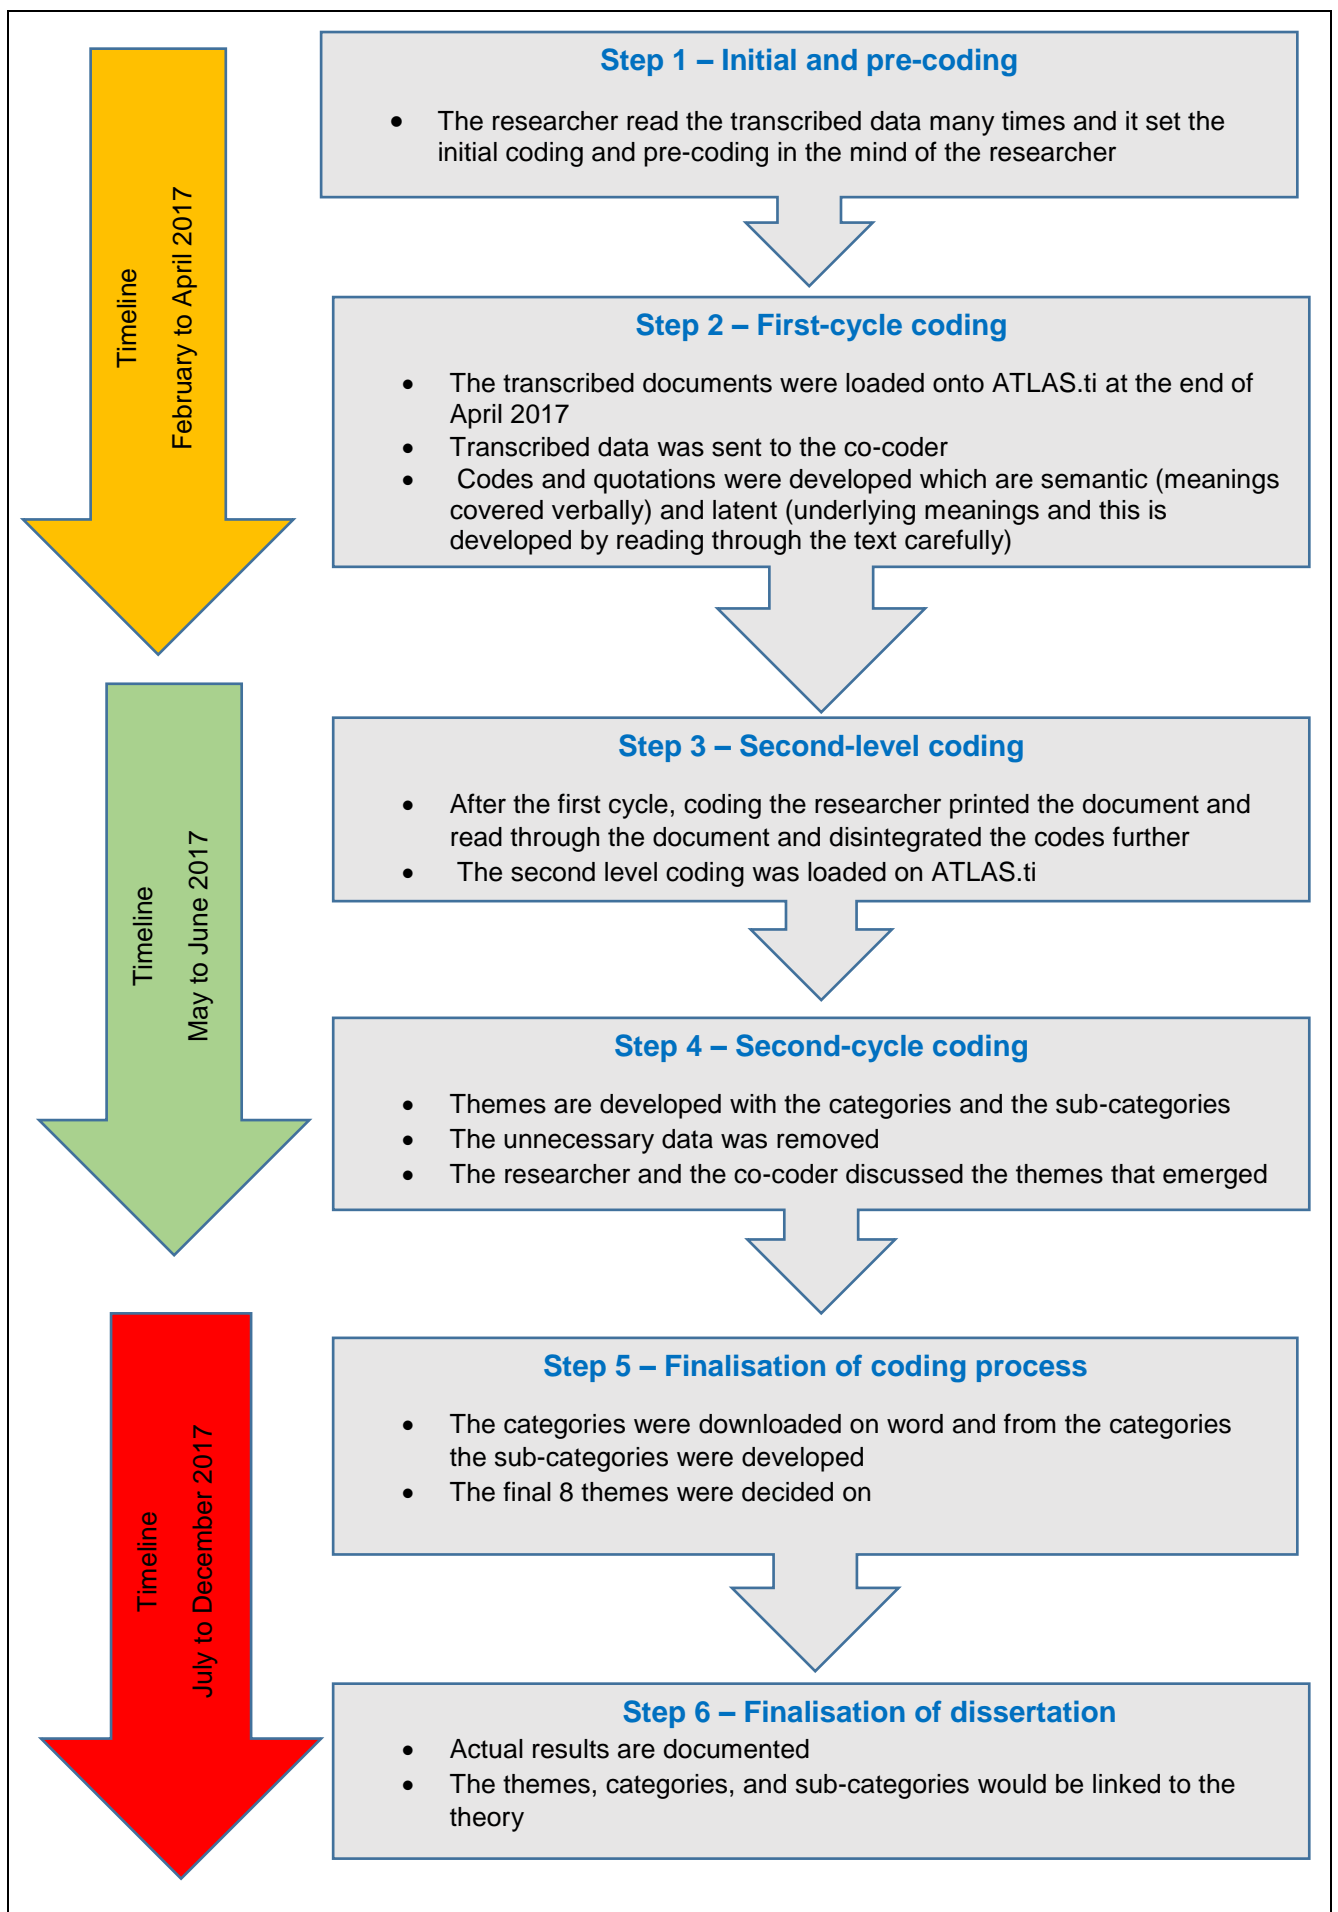 Timeline
February to April 2017
Step 1 – Initial and pre-coding
• The researcher read the transcribed data many times and it set the
initial coding and pre-coding in the mind of the researcher
Step 2 – First-cycle coding
• The transcribed documents were loaded onto ATLAS.ti at the end of
April 2017
• Transcribed data was sent to the co-coder
• Codes and quotations were developed which are semantic (meanings
covered verbally) and latent (underlying meanings and this is
developed by reading through the text carefully)
Timeline
May to June 2017
Step 3 – Second-level coding
• After the first cycle, coding the researcher printed the document and
read through the document and disintegrated the codes further
• The second level coding was loaded on ATLAS.ti
Step 4 – Second-cycle coding
• Themes are developed with the categories and the sub-categories
• The unnecessary data was removed
• The researcher and the co-coder discussed the themes that emerged
Timeline
July to December 2017
Step 5 – Finalisation of coding process
• The categories were downloaded on word and from the categories
the sub-categories were developed
• The final 8 themes were decided on
Step 6 – Finalisation of dissertation
• Actual results are documented
• The themes, categories, and sub-categories would be linked to the
theory